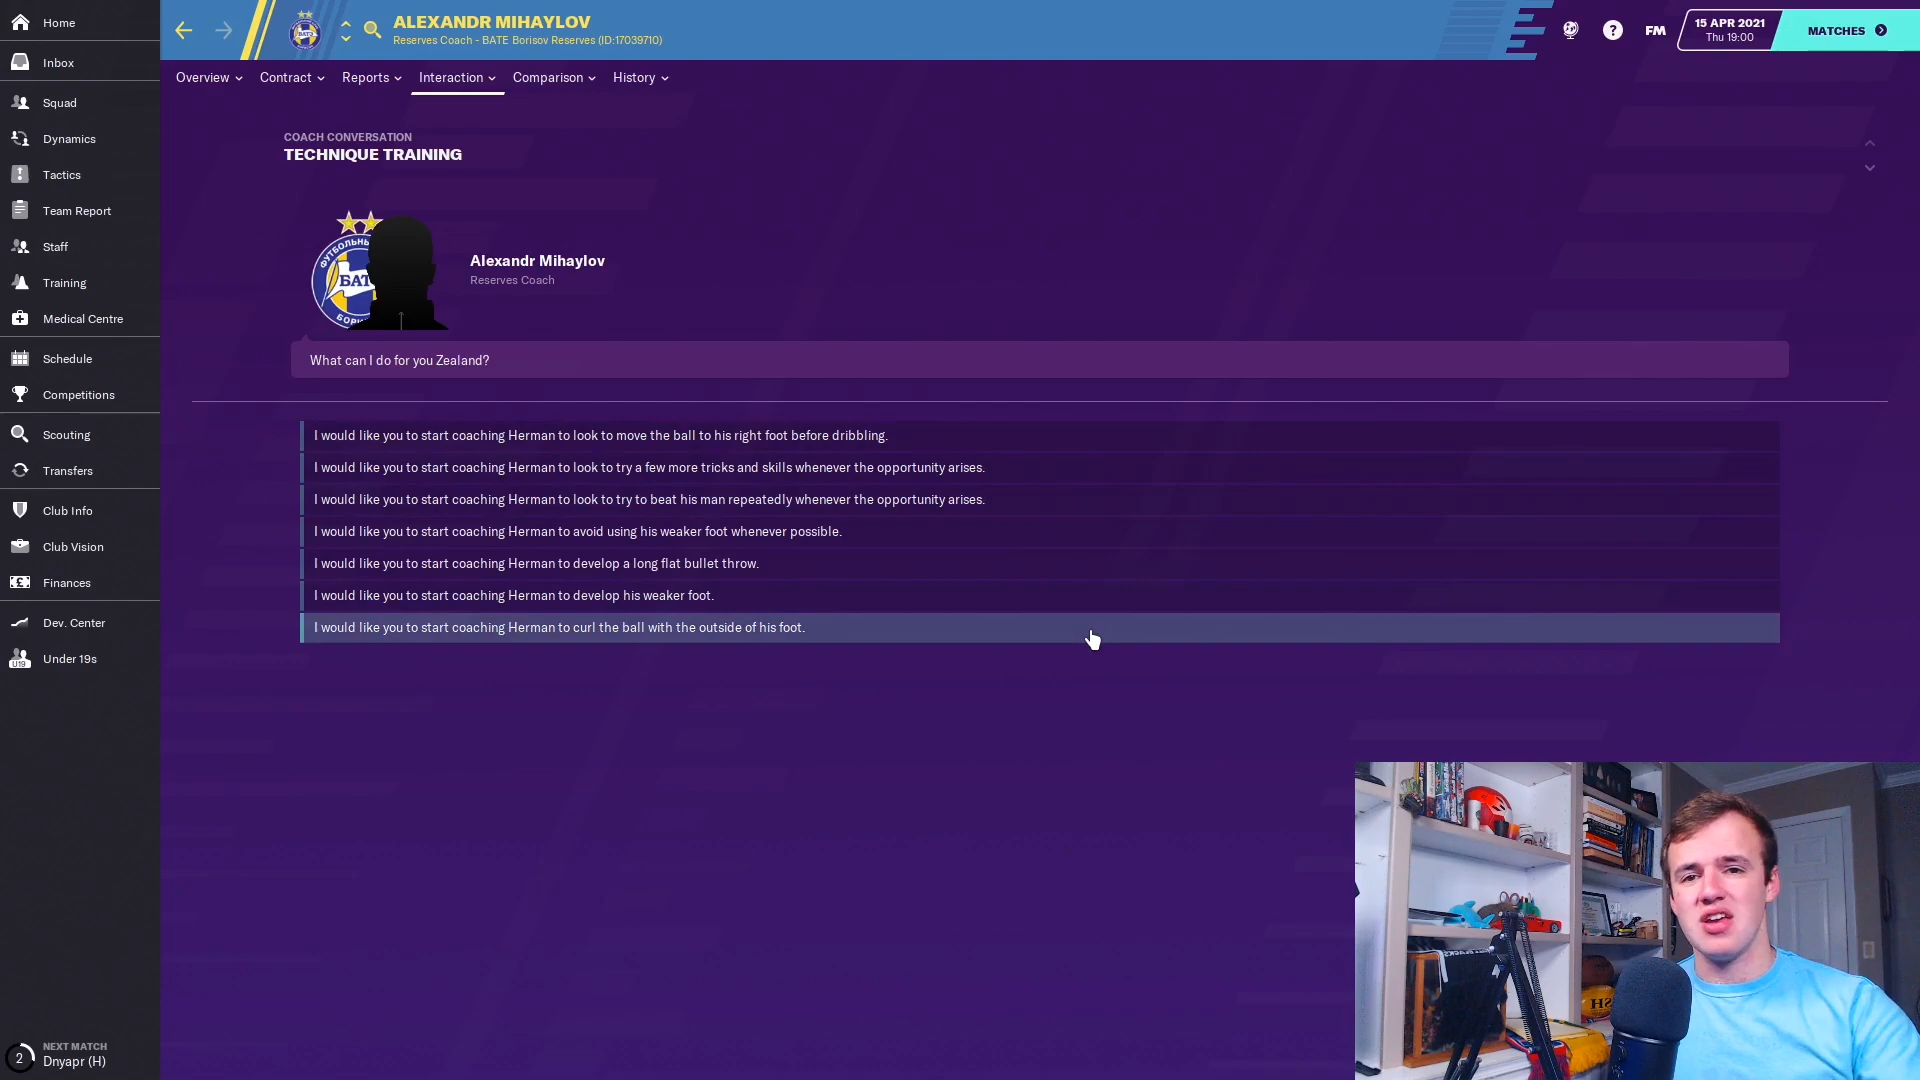 Home
Inbox
Squad
Dynamics
Tactics
Team Report
Staff
Training
Medical Centre
Schedule
Competitions
Scouting
Transfers
Club Info
Club Vision
Finances
Dev. Center
U19
Under 19s
2
NEXT MATCH
Dnyapr (H)
ALEXANDR MIHAYLOV
Reserves Coach - BATE Borisov Reserves (ID:17039710)
FM
15 APR 2021
Thu 19:00
MATCHES
Overview
Contract
Reports
Interaction
Comparison
History
COACH CONVERSATION
TECHNIQUE TRAINING
Alexandr Mihaylov
Reserves Coach
What can I do for you Zealand?
I would like you to start coaching Herman to look to move the ball to his right foot before dribbling.
I would like you to start coaching Herman to look to try a few more tricks and skills whenever the opportunity arises.
I would like you to start coaching Herman to look to try to beat his man repeatedly whenever the opportunity arises.
I would like you to start coaching Herman to avoid using his weaker foot whenever possible.
I would like you to start coaching Herman to develop a long flat bullet throw.
I would like you to start coaching Herman to develop his weaker foot.
I would like you to start coaching Herman to curl the ball with the outside of his foot.